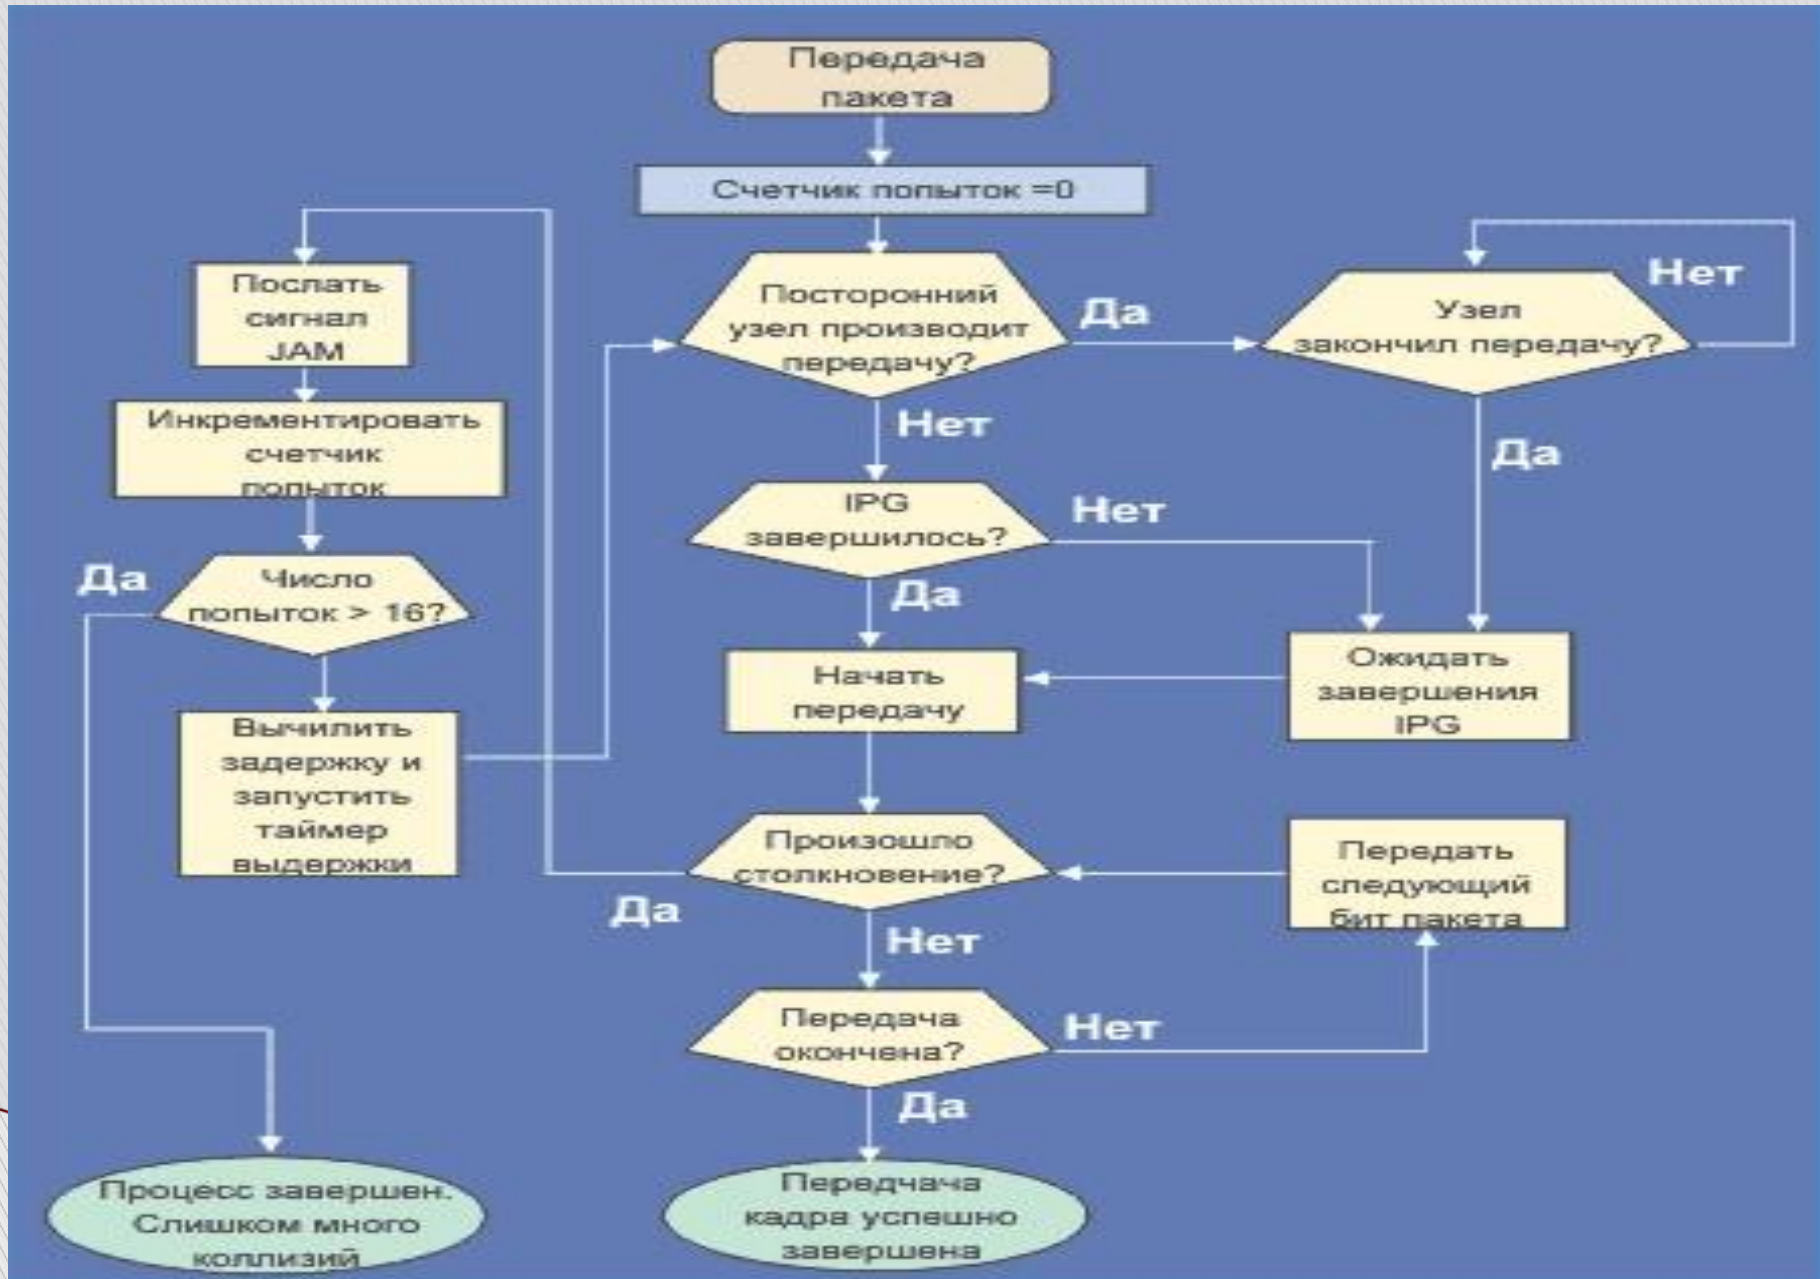 Передача
пакета
Счетчик попыток =0
Посторонний
узел производит
передачу?
Да
Нет
Узел
закончил передачу?
Нет
Да
IPG
завершилось?
Нет
Да
Ожидать
завершения
IPG
Начать
передачу
Произошло
столкновение?
Да
Нет
Передать
следующий
бит пакета
Передача
окончена?
Нет
Да
Передчача
кадра успешно
завершена
Послать
сигнал
JAM
Инкрементировать
счетчик
попыток
Число
попыток > 16?
Да
Вычилить
задержку и
запустить
таймер
выдержки
Процесс завершен.
Слишком много
коллизий